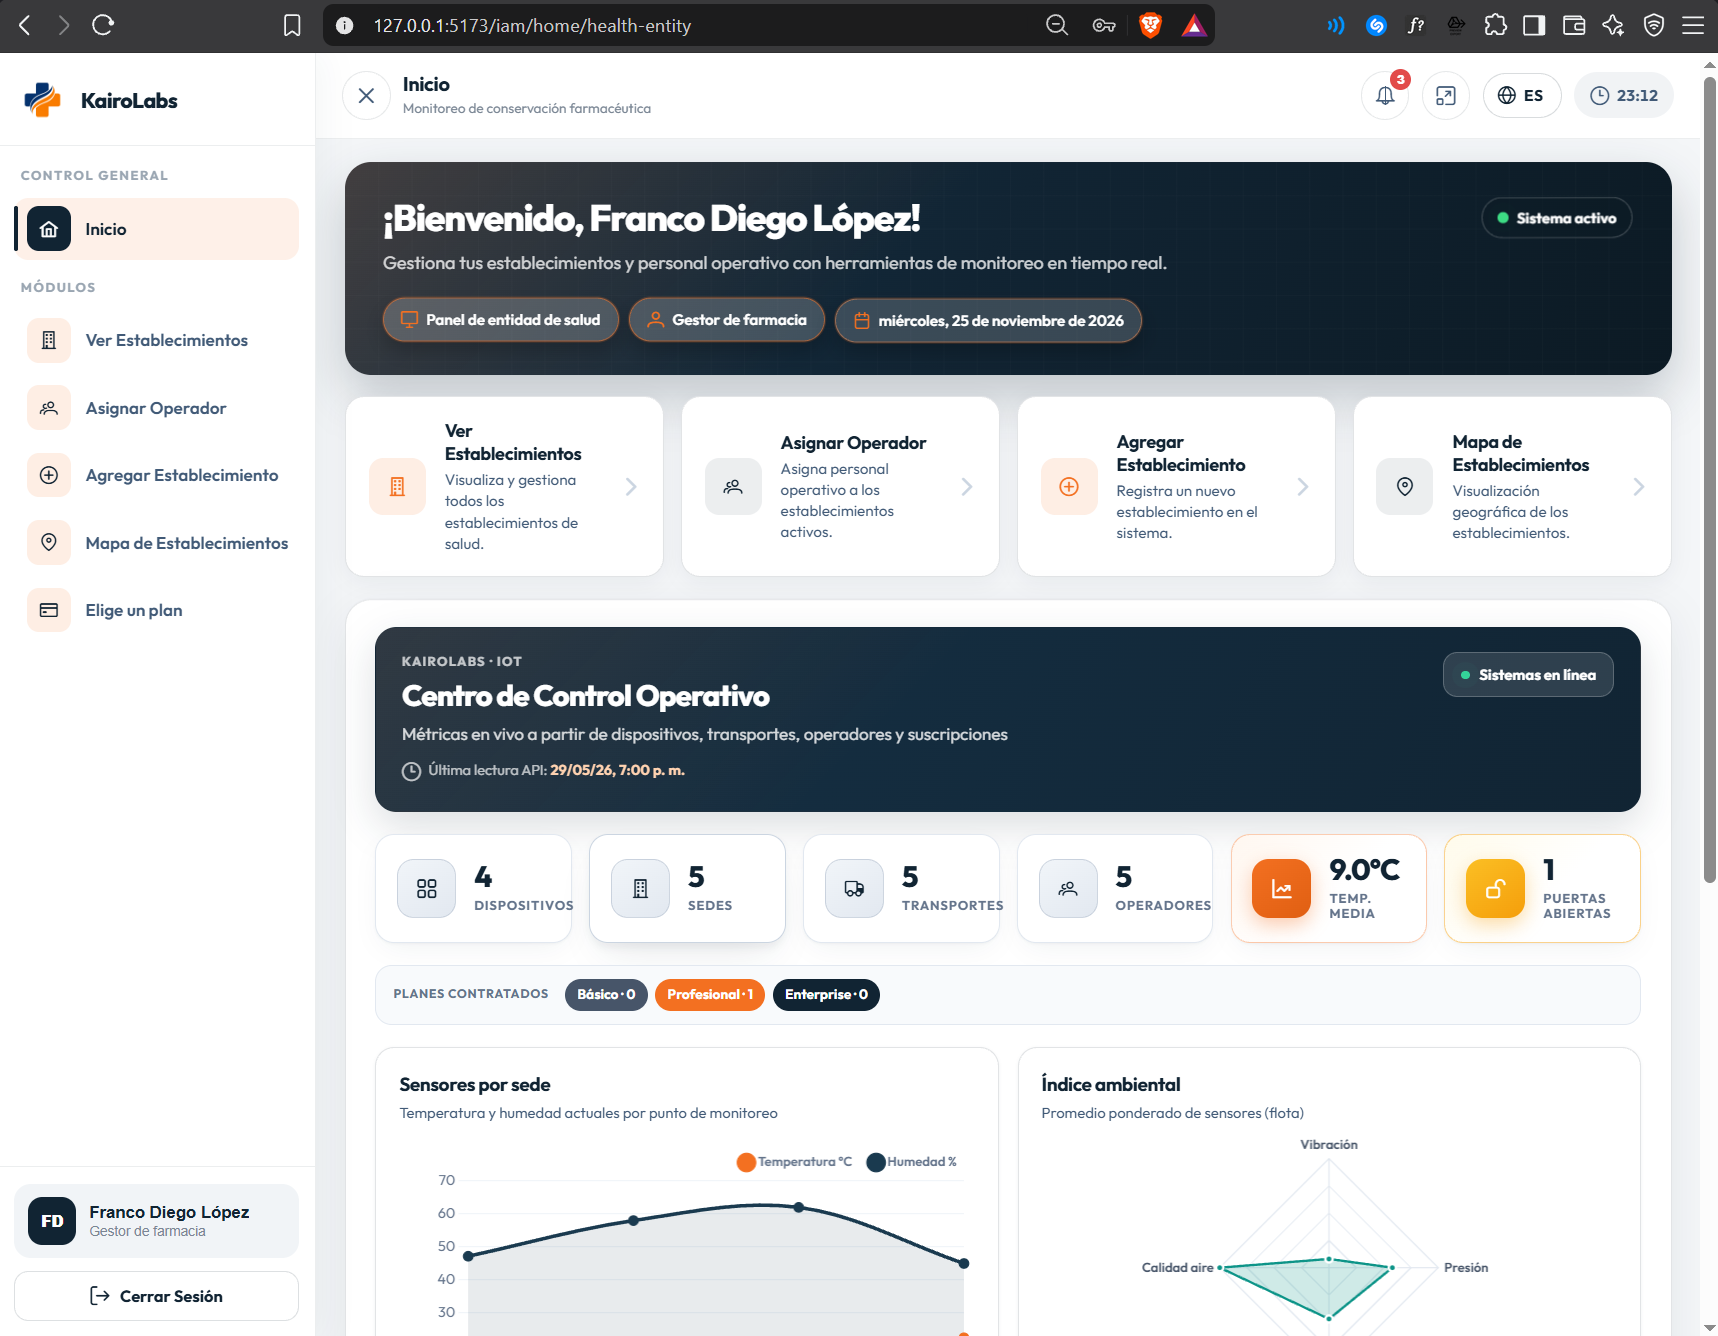 127.0.0.1:5173/iam/home/health-entity
KairoLabs
CONTROL GENERAL
Inicio
MÓDULOS
Ver Establecimientos
Asignar Operador
Agregar Establecimiento
Mapa de Establecimientos
Elige un plan
FD
Franco Diego López
Gestor de farmacia
Cerrar Sesión
Inicio
Monitoreo de conservación farmacéutica
3
ES
23:12
¡Bienvenido, Franco Diego López!
Gestiona tus establecimientos y personal operativo con herramientas de monitoreo en tiempo real.
Sistema activo
Panel de entidad de salud
Gestor de farmacia
miércoles, 25 de noviembre de 2026
Ver
Establecimientos
Visualiza y gestiona
todos los
establecimientos de
salud.
Asignar Operador
Asigna personal
operativo a los
establecimientos
activos.
Agregar
Establecimiento
Registra un nuevo
establecimiento en el
sistema.
Mapa de
Establecimientos
Visualización
geográfica de los
establecimientos.
KAIROLABS · IOT
Centro de Control Operativo
Métricas en vivo a partir de dispositivos, transportes, operadores y suscripciones
Última lectura API: 29/05/26, 7:00 p. m.
Sistemas en línea
4
DISPOSITIVOS
5
SEDES
5
TRANSPORTES
5
OPERADORES
9.0°C
TEMP.
MEDIA
1
PUERTAS
ABIERTAS
PLANES CONTRATADOS
Básico · 0
Profesional · 1
Enterprise · 0
Sensores por sede
Temperatura y humedad actuales por punto de monitoreo
Temperatura °C
Humedad %
70
60
50
40
30
Índice ambiental
Promedio ponderado de sensores (flota)
Vibración
Calidad aire
Presión